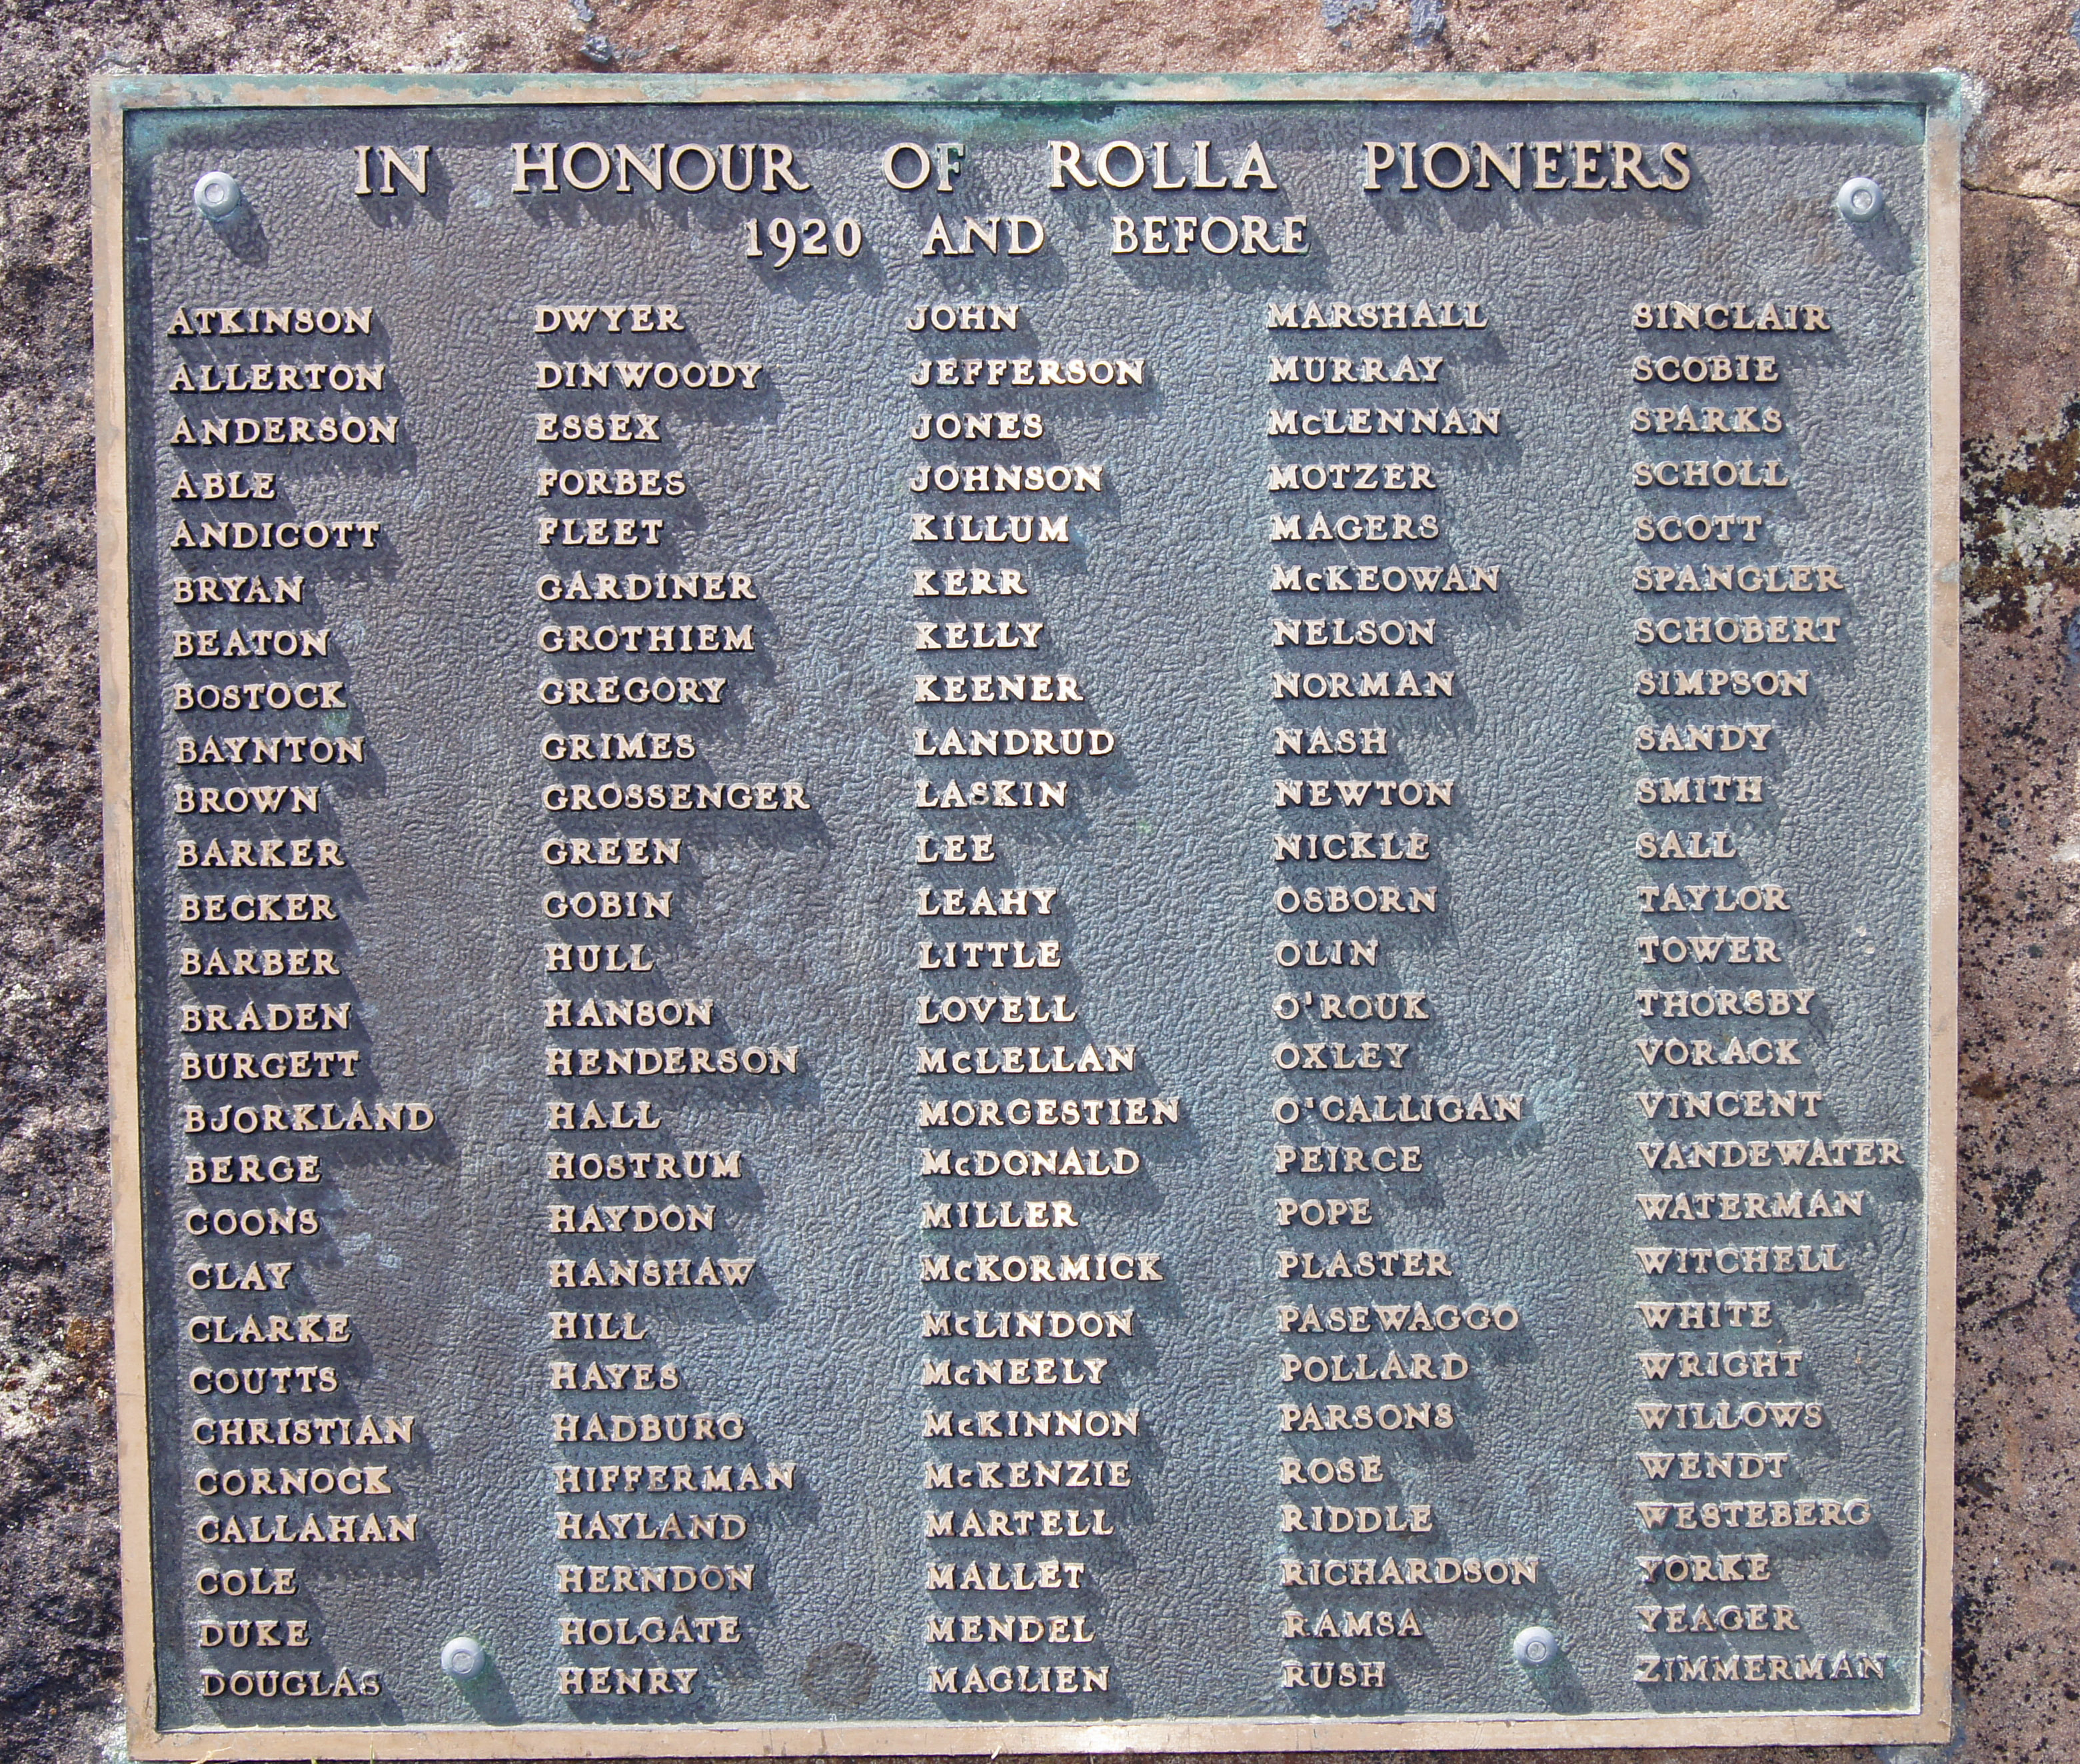 IN HONOUR OF ROLLA PIONEERS
1920 AND BEFORE
ATKINSON
ALLERTON
ANDERSON
ABLE
ANDICOTT
BRYAN
BEATON
BOSTOCK
BAYNTON
BROWN
BARKER
BECKER
BARBER
BRADEN
BURGETT
BJORKLAND
BERGE
COONS
CLAY
CLARKE
COUTTS
CHRISTIAN
CORNOCK
CALLAHAN
COLE
DUKE
DOUGLAS
DWYER
DINWOODY
ESSEX
FORBES
FLEET
GARDINER
GROTHIEM
GREGORY
GRIMES
GROSSENGER
GREEN
GOBIN
HULL
HANSON
HENDERSON
HALL
HOSTRUM
HAYDON
HANSHAW
HILL
HAYES
HADBURG
HIFFERMAN
HAYLAND
HERNDON
HOLGATE
HENRY
JOHN
JEFFERSON
JONES
JOHNSON
KILLUM
KERR
KELLY
KEENER
LANDRUD
LASKIN
LEE
LEAHY
LITTLE
LOVELL
McLELLAN
MORGESTIEN
McDONALD
MILLER
McKORMICK
McLINDON
McNEELY
McKINNON
McKENZIE
MARTELL
MALLET
MENDEL
MAGLIEN
MARSHALL
MURRAY
McLENNAN
MOTZER
MAGERS
McKEOWAN
NELSON
NORMAN
NASH
NEWTON
NICKLE
OSBORN
OLIN
O'ROUK
OXLEY
O'CALLIGAN
PEIRCE
POPE
PLASTER
PASEWAGGO
POLLARD
PARSONS
ROSE
RIDDLE
RICHARDSON
RAMSA
RUSH
SINCLAIR
SCOBIE
SPARKS
SCHOLL
SCOTT
SPANGLER
SCHOBERT
SIMPSON
SANDY
SMITH
SALL
TAYLOR
TOWER
THORSBY
VORACK
VINCENT
VANDEWATER
WATERMAN
WITCHELL
WHITE
WRIGHT
WILLOWS
WENDT
WESTEBERG
YORKE
YEAGER
ZIMMERMAN